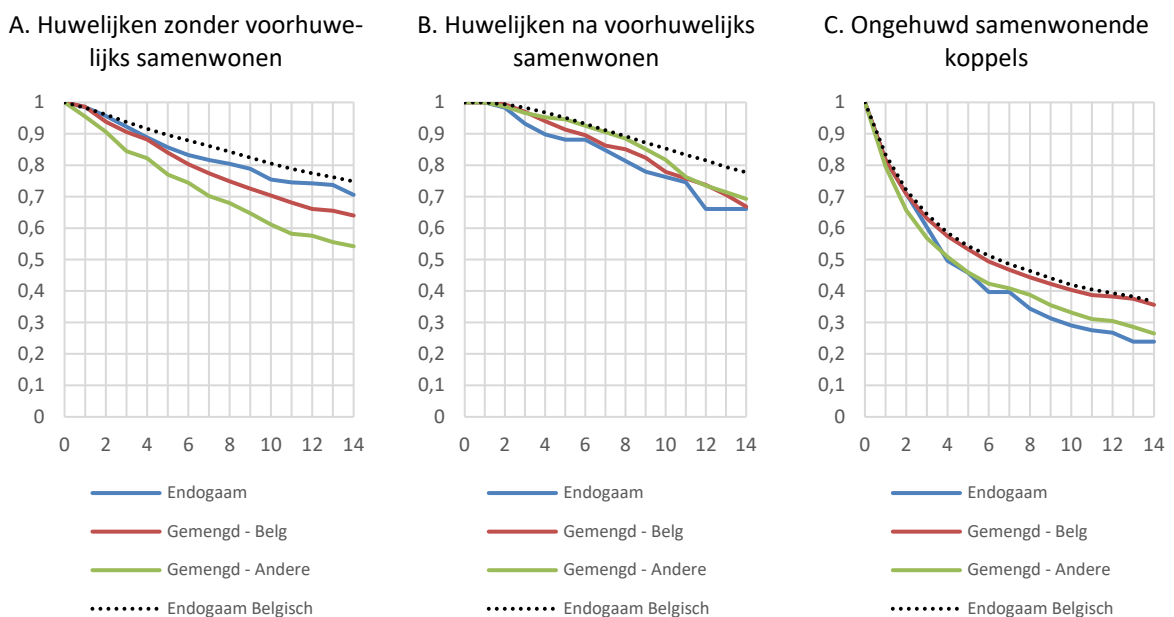 A. Huwelijken zonder voorhuwe-
lijks samenwonen
1
0,9
0,8
0,7
0,6
0,5
0,4
0,3
0,2
0,1
0
0 2 4 6 8 10 12 14
Endogaam
Gemengd - Belg
Gemengd - Andere
Endogaam Belgisch
B. Huwelijken na voorhuwelijks
samenwonen
1
0,9
0,8
0,7
0,6
0,5
0,4
0,3
0,2
0,1
0
0 2 4 6 8 10 12 14
Endogaam
Gemengd - Belg
Gemengd - Andere
Endogaam Belgisch
C. Ongehuwd samenwonende
koppels
1
0,9
0,8
0,7
0,6
0,5
0,4
0,3
0,2
0,1
0
0 2 4 6 8 10 12 14
Endogaam
Gemengd - Belg
Gemengd - Andere
Endogaam Belgisch